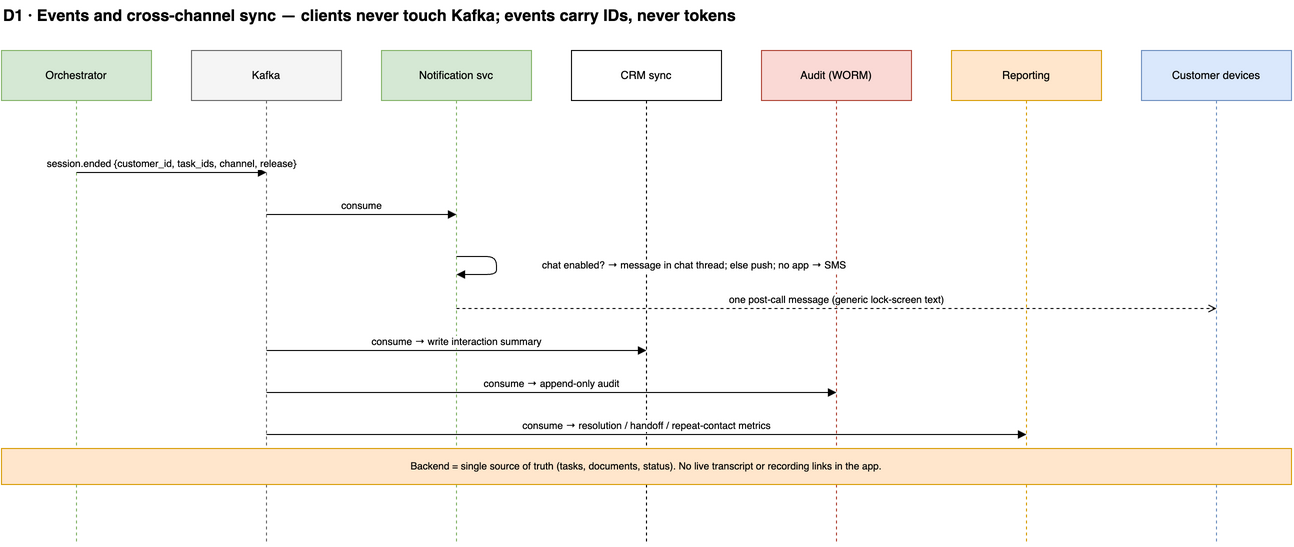 D1 · Events and cross-channel sync — clients never touch Kafka; events carry IDs, never tokens
Orchestrator
Kafka
Notification svc
CRM sync
Audit (WORM)
Reporting
Customer devices
session.ended {customer_id, task_ids, channel, release}
consume
chat enabled? → message in chat thread; else push; no app → SMS
one post-call message (generic lock-screen text)
consume → write interaction summary
consume → append-only audit
consume → resolution / handoff / repeat-contact metrics
Backend = single source of truth (tasks, documents, status). No live transcript or recording links in the app.